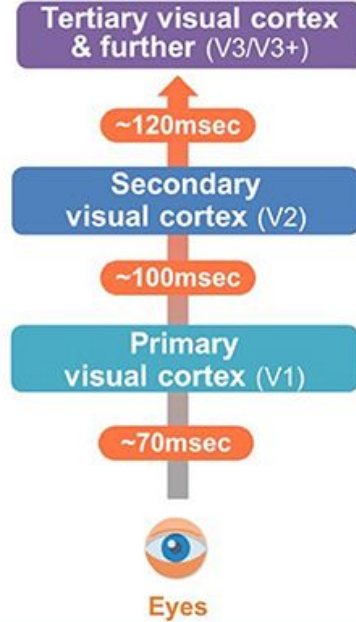 Tertiary visual cortex
& further (V3/V3+)
~120msec
Secondary
visual cortex (V2)
~100msec
Primary
visual cortex (V1)
~70msec
Eyes